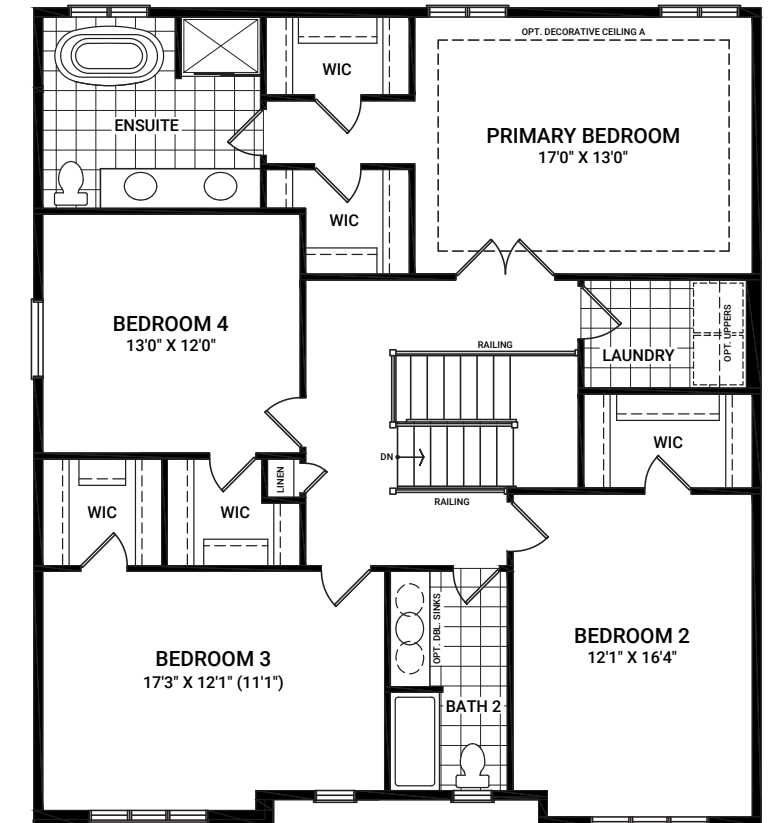 OPT. DECORATIVE CEILING A
WIC
ENSUITE
PRIMARY BEDROOM
17'0" X 13'0"
WIC
BEDROOM 4
13'0" X 12'0"
RAILING
LAUNDRY
OPT. UPPERS
DN
WIC
LINEN
WIC
WIC
RAILING
BEDROOM 3
17'3" X 12'1" (11'1")
OPT. DBL. SINKS
BATH 2
BEDROOM 2
12'1" X 16'4"